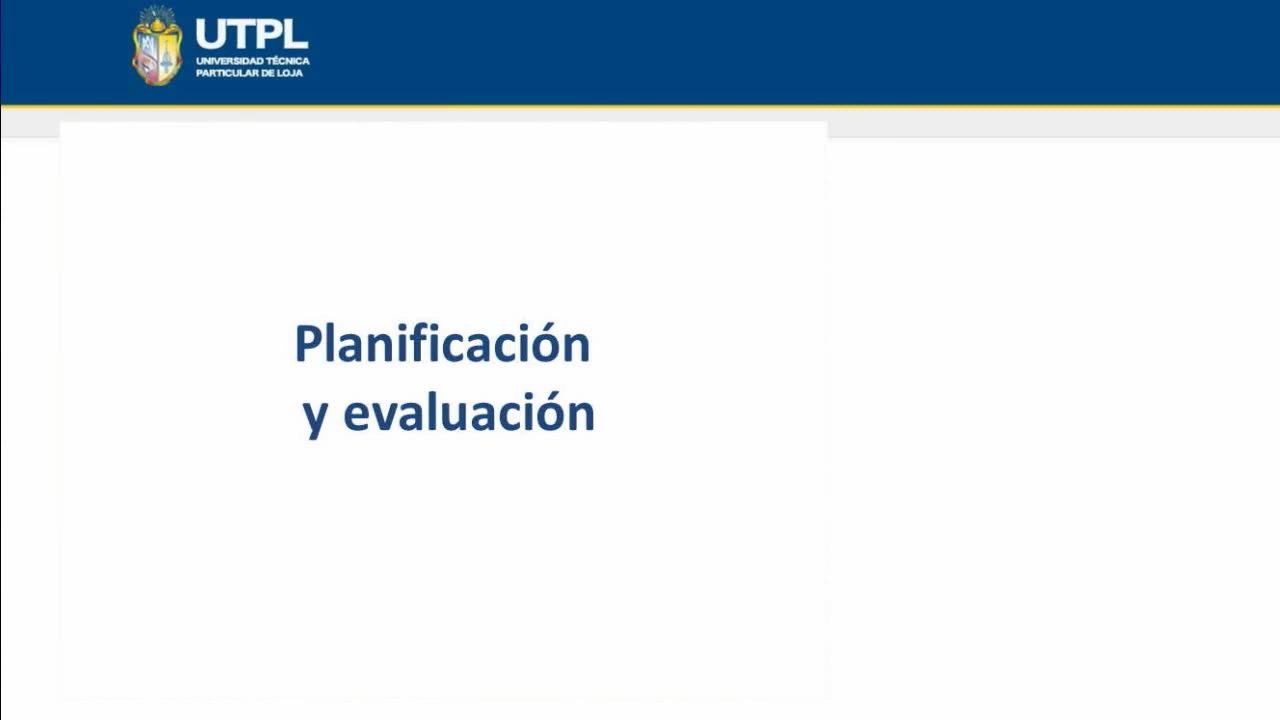 UTPL
UNIVERSIDAD TÉCNICA
PARTICULAR DE LOJA
Planificación
y evaluación